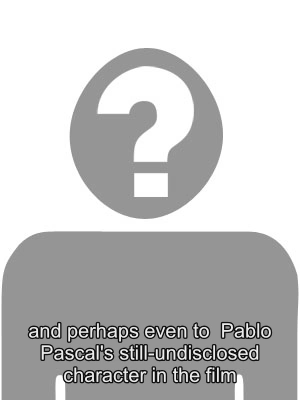 ?
and perhaps even to  Pablo
Pascal's still-undisclosed
character in the film